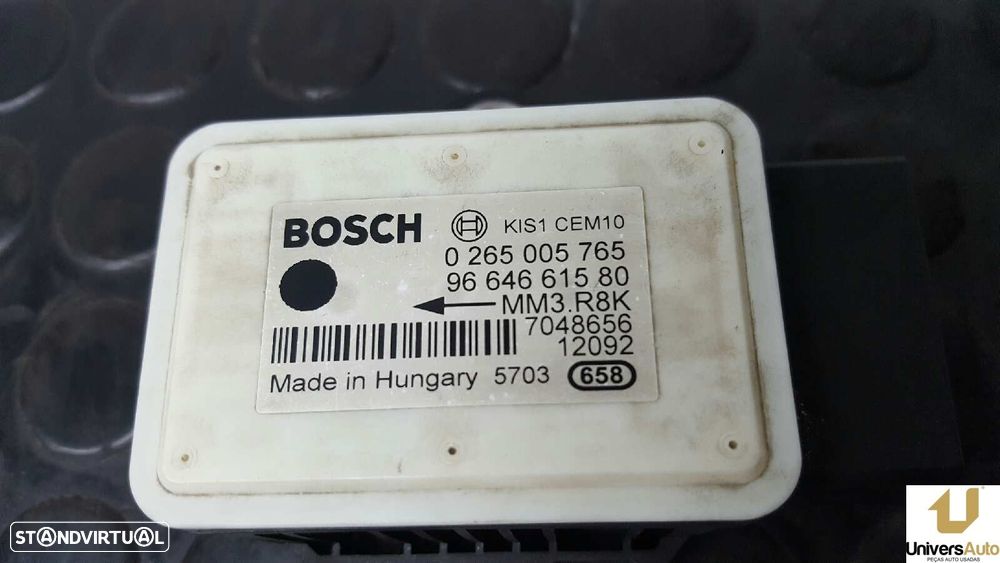 BOSCH KIS1 CEM10
0 265 005 765
96 646 615 80
MM3.R8K
7048656
12092
Made in Hungary 5703 658
STANDVIRTUAL
UniversAuto
PEÇAS AUTO USADAS